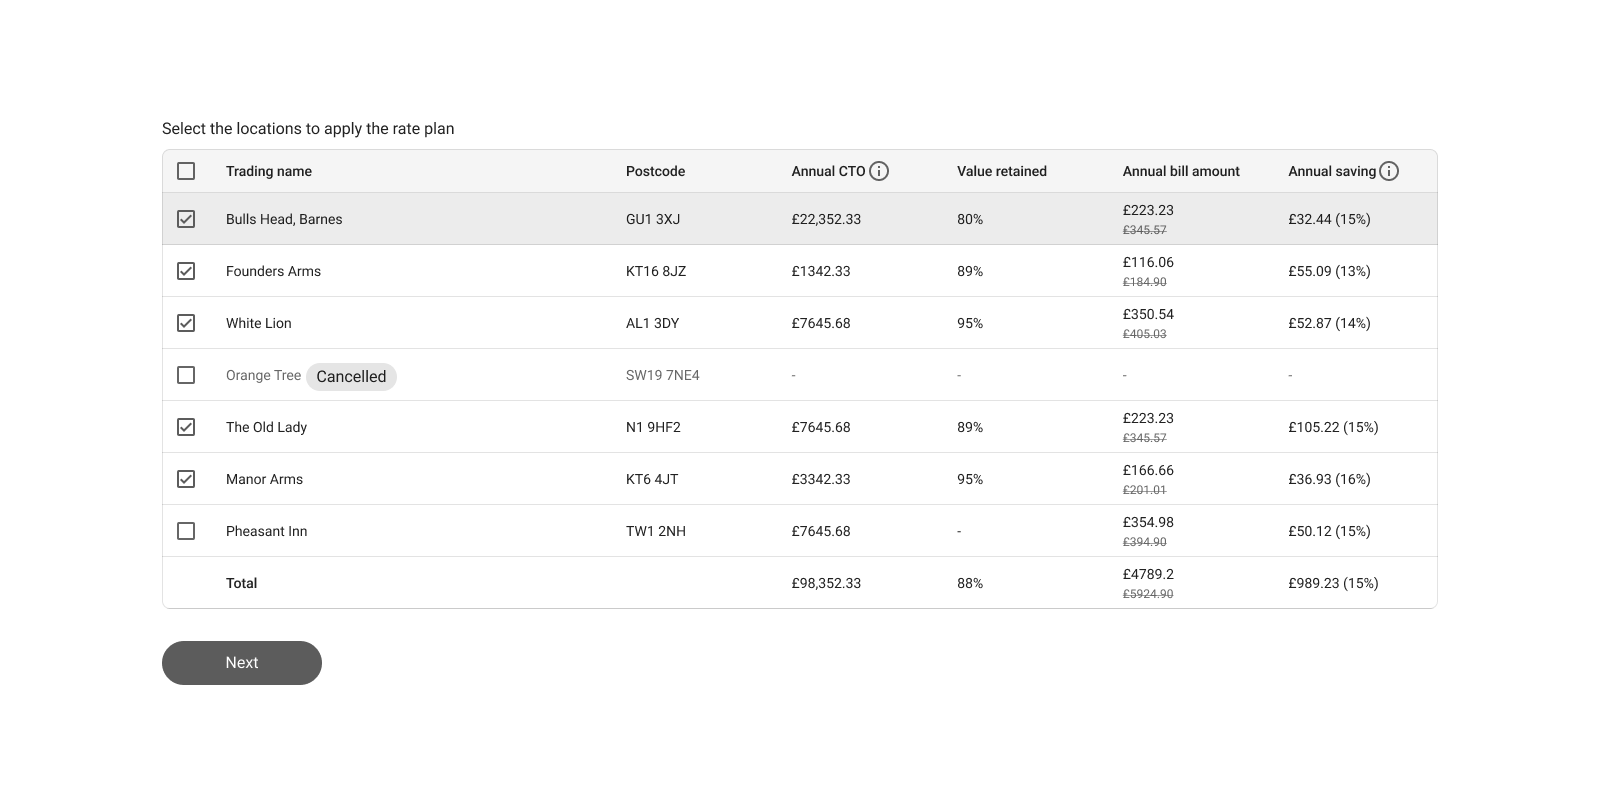 Select the locations to apply the rate plan
Trading name Postcode Annual CTO Value retained Annual bill amount Annual saving
Bulls Head, Barnes GU1 3XJ £22,352.33 80% £223.23 £32.44 (15%)
£345.57
Founders Arms KT16 8JZ £1342.33 89% £116.06 £55.09 (13%)
£184.90
White Lion AL1 3DY £7645.68 95% £350.54 £52.87 (14%)
£405.03
Orange Tree Cancelled SW19 7NE4 - - - -
The Old Lady N1 9HF2 £7645.68 89% £223.23 £105.22 (15%)
£345.57
Manor Arms KT6 4JT £3342.33 95% £166.66 £36.93 (16%)
£201.01
Pheasant Inn TW1 2NH £7645.68 - £354.98 £50.12 (15%)
£394.90
Total £98,352.33 88% £4789.2 £989.23 (15%)
£5924.90
Next